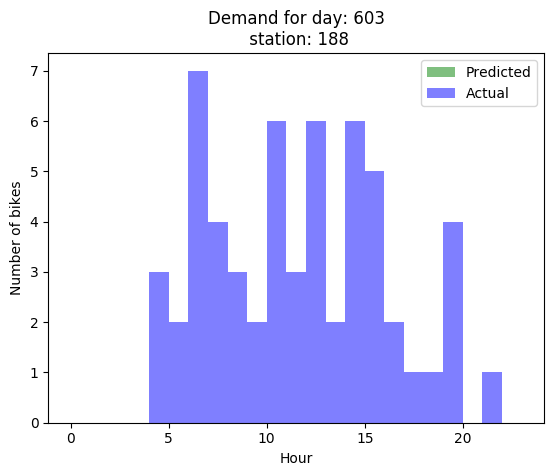 Demand for day: 603
station: 188
Predicted
Actual
Number of bikes
7
6
5
4
3
2
1
0
0 5 10 15 20
Hour